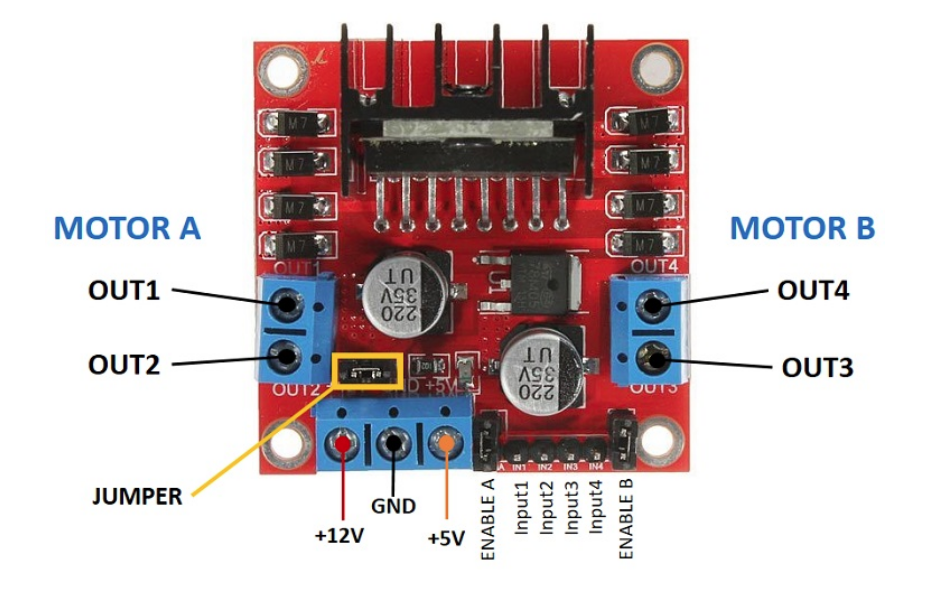 M7
M7
M7
M7
M7
M7
M7
M7
MOTOR A
MOTOR B
OUT1
OUT4
OUT1
OUT4
220
35V
UT
OUT2
OUT3
220
35V
UT
OUT2
OUT3
+5V
JUMPER
+12V
GND
+5V
A
IN1
IN2
IN3
IN4
ENABLE A
Input1
Input2
Input3
Input4
ENABLE B